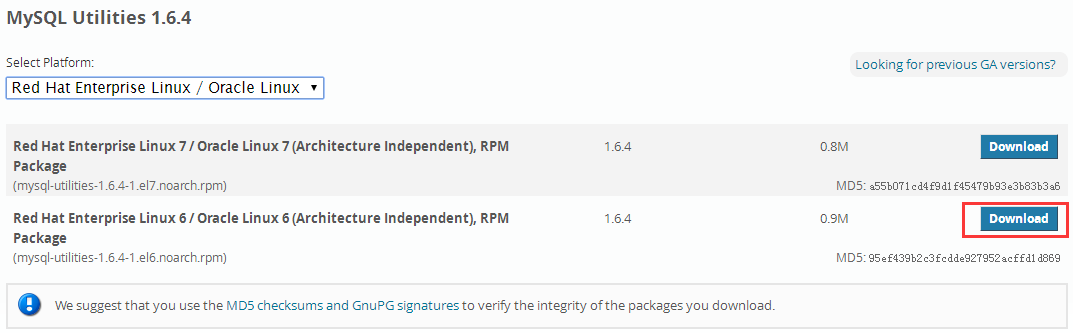 MySQL Utilities 1.6.4
Select Platform:
Looking for previous GA versions?
Red Hat Enterprise Linux / Oracle Linux
Red Hat Enterprise Linux 7 / Oracle Linux 7 (Architecture Independent), RPM 1.6.4 0.8M Download
Package
(mysql-utilities-1.6.4-1.el7.noarch.rpm) MD5: a55b071cd4f9d1f45479b93e3b83b3a6
Red Hat Enterprise Linux 6 / Oracle Linux 6 (Architecture Independent), RPM 1.6.4 0.9M Download
Package
(mysql-utilities-1.6.4-1.el6.noarch.rpm) MD5: 95ef439b2c3fcdde927952acffd1d869
We suggest that you use the MD5 checksums and GnuPG signatures to verify the integrity of the packages you download.